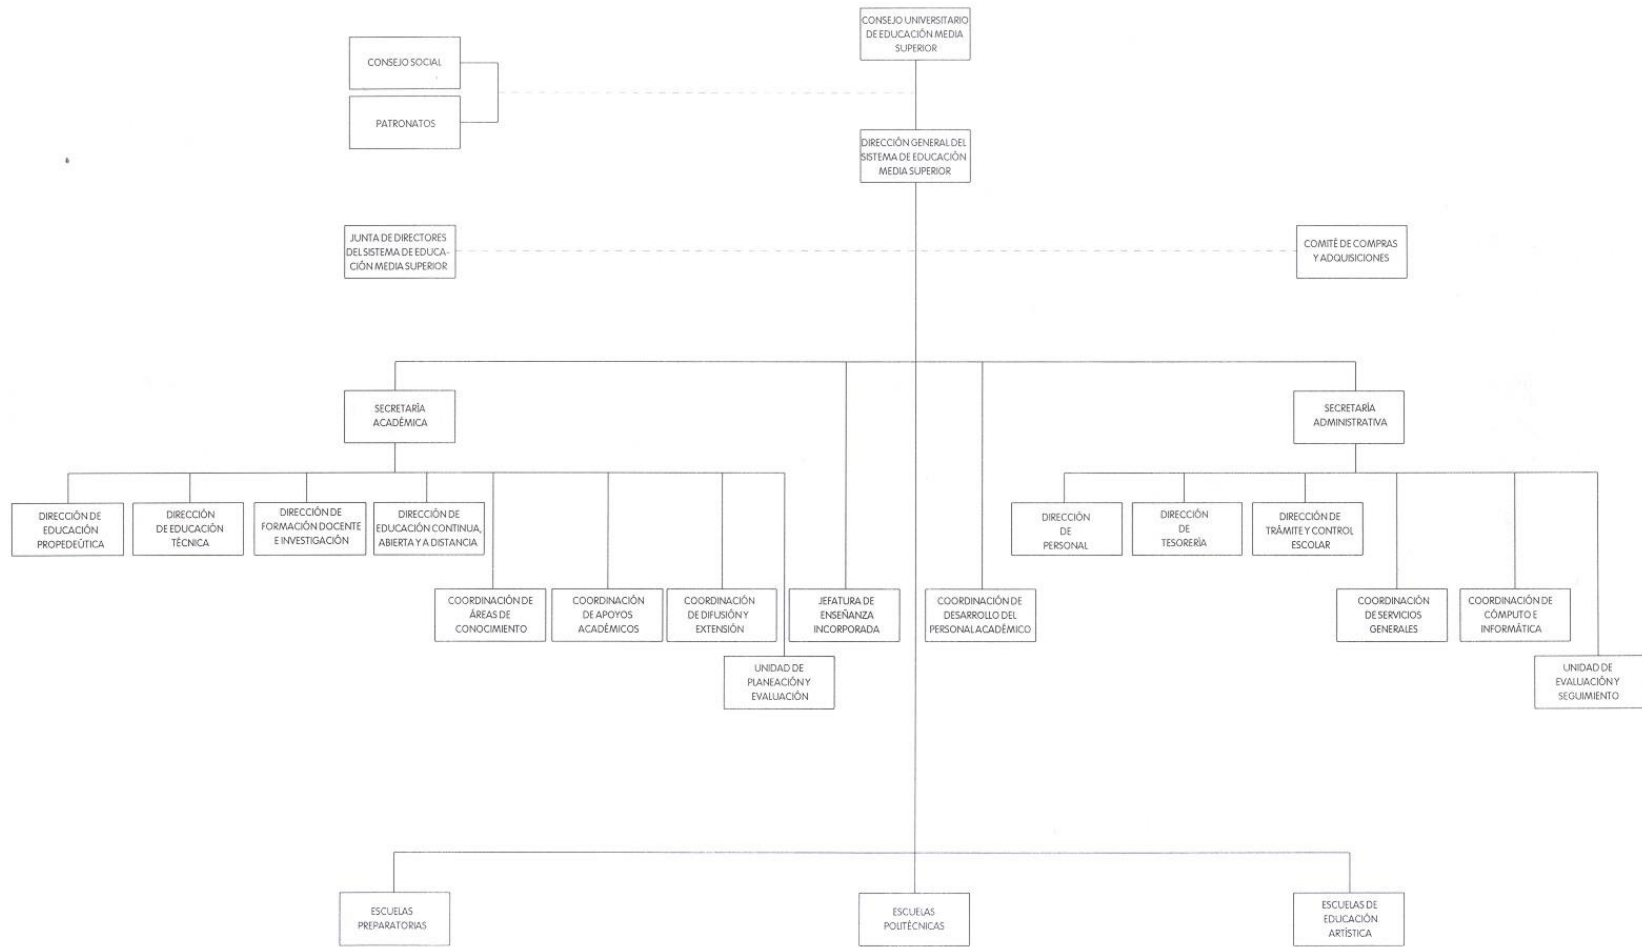 CONSEJO UNIVERSITARIO
DE EDUCACIÓN MEDIA
SUPERIOR
CONSEJO SOCIAL
PATRONATOS
DIRECCIÓN GENERAL DEL
SISTEMA DE EDUCACIÓN
MEDIA SUPERIOR
JUNTA DE DIRECTORES
DEL SISTEMA DE EDUCA-
CIÓN MEDIA SUPERIOR
COMITÉ DE COMPRAS
Y ADQUISICIONES
SECRETARÍA
ACADÉMICA
SECRETARÍA
ADMINISTRATIVA
DIRECCIÓN DE
EDUCACIÓN
PROPEDEÚTICA
DIRECCIÓN
DE EDUCACIÓN
TÉCNICA
DIRECCIÓN DE
FORMACIÓN DOCENTE
E INVESTIGACIÓN
DIRECCIÓN DE
EDUCACIÓN CONTINUA,
ABIERTA Y A DISTANCIA
DIRECCIÓN
DE
PERSONAL
DIRECCIÓN
DE
TESORERÍA
DIRECCIÓN DE
TRÁMITE Y CONTROL
ESCOLAR
COORDINACIÓN DE
ÁREAS DE
CONOCIMIENTO
COORDINACIÓN
DE APOYOS
ACADÉMICOS
COORDINACIÓN
DE DIFUSIÓN Y
EXTENSIÓN
JEFATURA DE
ENSEÑANZA
INCORPORADA
COORDINACIÓN DE
DESARROLLO DEL
PERSONAL ACADÉMICO
COORDINACIÓN
DE SERVICIOS
GENERALES
COORDINACIÓN DE
CÓMPUTO E
INFORMÁTICA
UNIDAD DE
PLANEACIÓN Y
EVALUACIÓN
UNIDAD DE
EVALUACIÓN Y
SEGUIMIENTO
ESCUELAS
PREPARATORIAS
ESCUELAS
POLITÉCNICAS
ESCUELAS DE
EDUCACIÓN
ARTÍSTICA